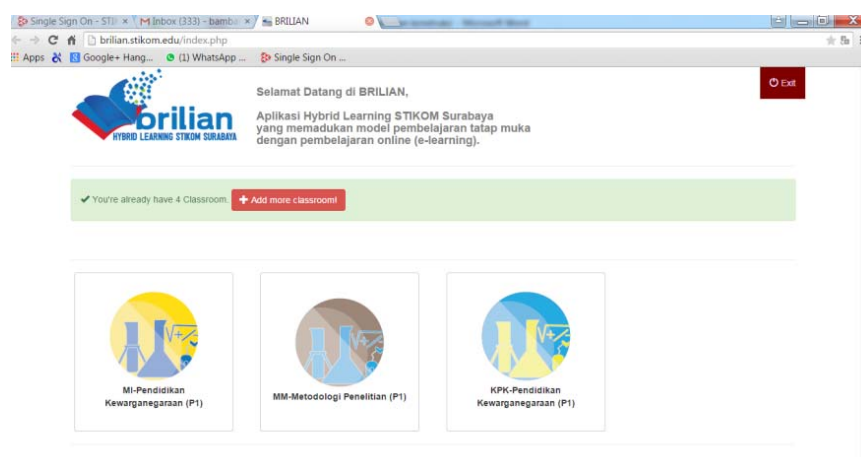 Single Sign On - STI
Inbox (333) - bamba
BRILIAN
brilian.stikom.edu/index.php
Apps
Google+ Hang...
(1) WhatsApp ...
Single Sign On ...
brilian
HYBRID LEARNING STIKOM SURABAYA
Selamat Datang di BRILIAN,
Aplikasi Hybrid Learning STIKOM Surabaya
yang memadukan model pembelajaran tatap muka
dengan pembelajaran online (e-learning).
Exit
You're already have 4 Classroom.
Add more classroom!
MI-Pendidikan
Kewarganegaraan (P1)
MM-Metodologi Penelitian (P1)
KPK-Pendidikan
Kewarganegaraan (P1)